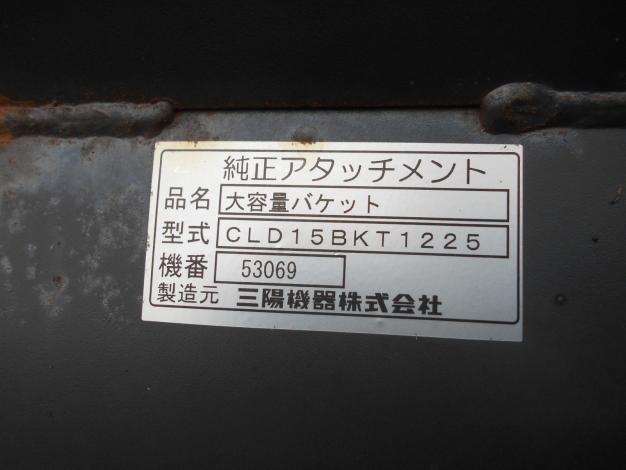 純正アタッチメント
品名 大容量バケット
型式 CLD15BKT1225
機番 53069
製造元 三陽機器株式会社